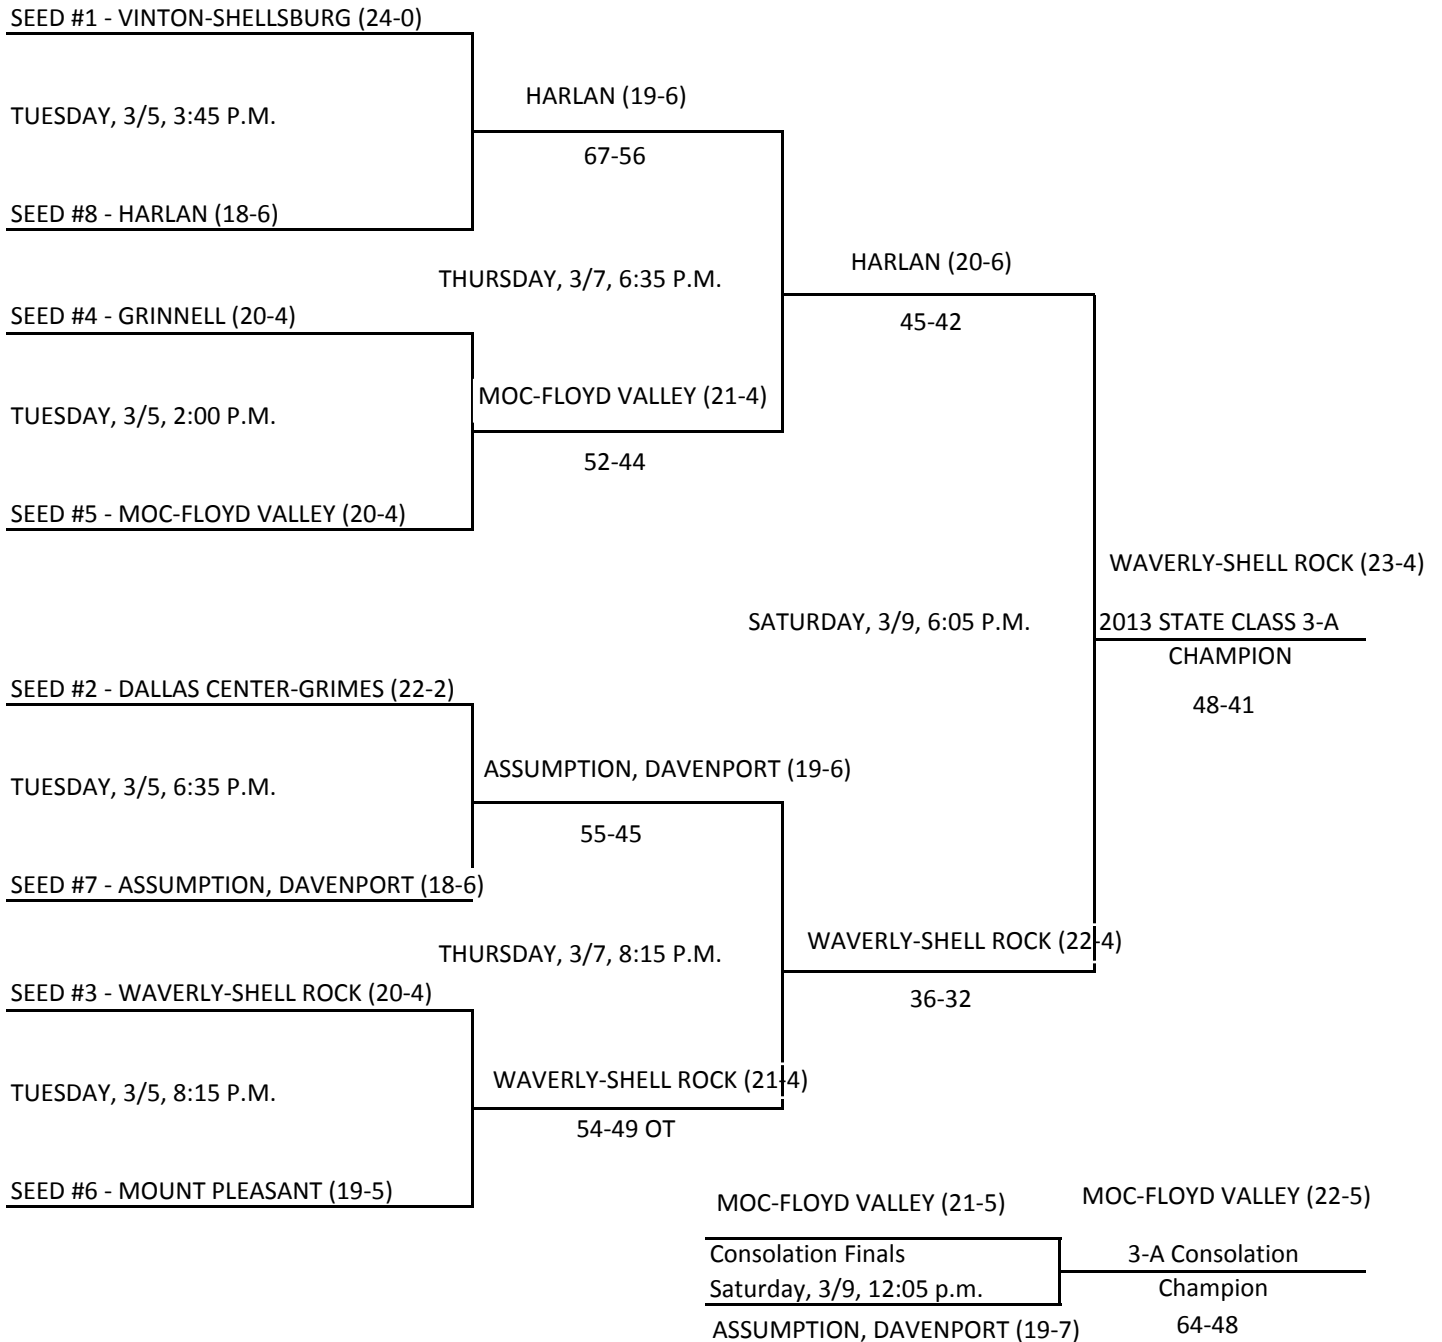 SEED #1 - VINTON-SHELLSBURG (24-0)
TUESDAY, 3/5, 3:45 P.M.
HARLAN (19-6)
67-56
SEED #8 - HARLAN (18-6)
THURSDAY, 3/7, 6:35 P.M.
HARLAN (20-6)
45-42
SEED #4 - GRINNELL (20-4)
TUESDAY, 3/5, 2:00 P.M.
MOC-FLOYD VALLEY (21-4)
52-44
SEED #5 - MOC-FLOYD VALLEY (20-4)
WAVERLY-SHELL ROCK (23-4)
SATURDAY, 3/9, 6:05 P.M.
2013 STATE CLASS 3-A
CHAMPION
48-41
SEED #2 - DALLAS CENTER-GRIMES (22-2)
TUESDAY, 3/5, 6:35 P.M.
ASSUMPTION, DAVENPORT (19-6)
55-45
SEED #7 - ASSUMPTION, DAVENPORT (18-6)
THURSDAY, 3/7, 8:15 P.M.
WAVERLY-SHELL ROCK (22-4)
36-32
SEED #3 - WAVERLY-SHELL ROCK (20-4)
TUESDAY, 3/5, 8:15 P.M.
WAVERLY-SHELL ROCK (21-4)
54-49 OT
SEED #6 - MOUNT PLEASANT (19-5)
MOC-FLOYD VALLEY (21-5)
MOC-FLOYD VALLEY (22-5)
Consolation Finals
Saturday, 3/9, 12:05 p.m.
3-A Consolation
Champion
ASSUMPTION, DAVENPORT (19-7)
64-48